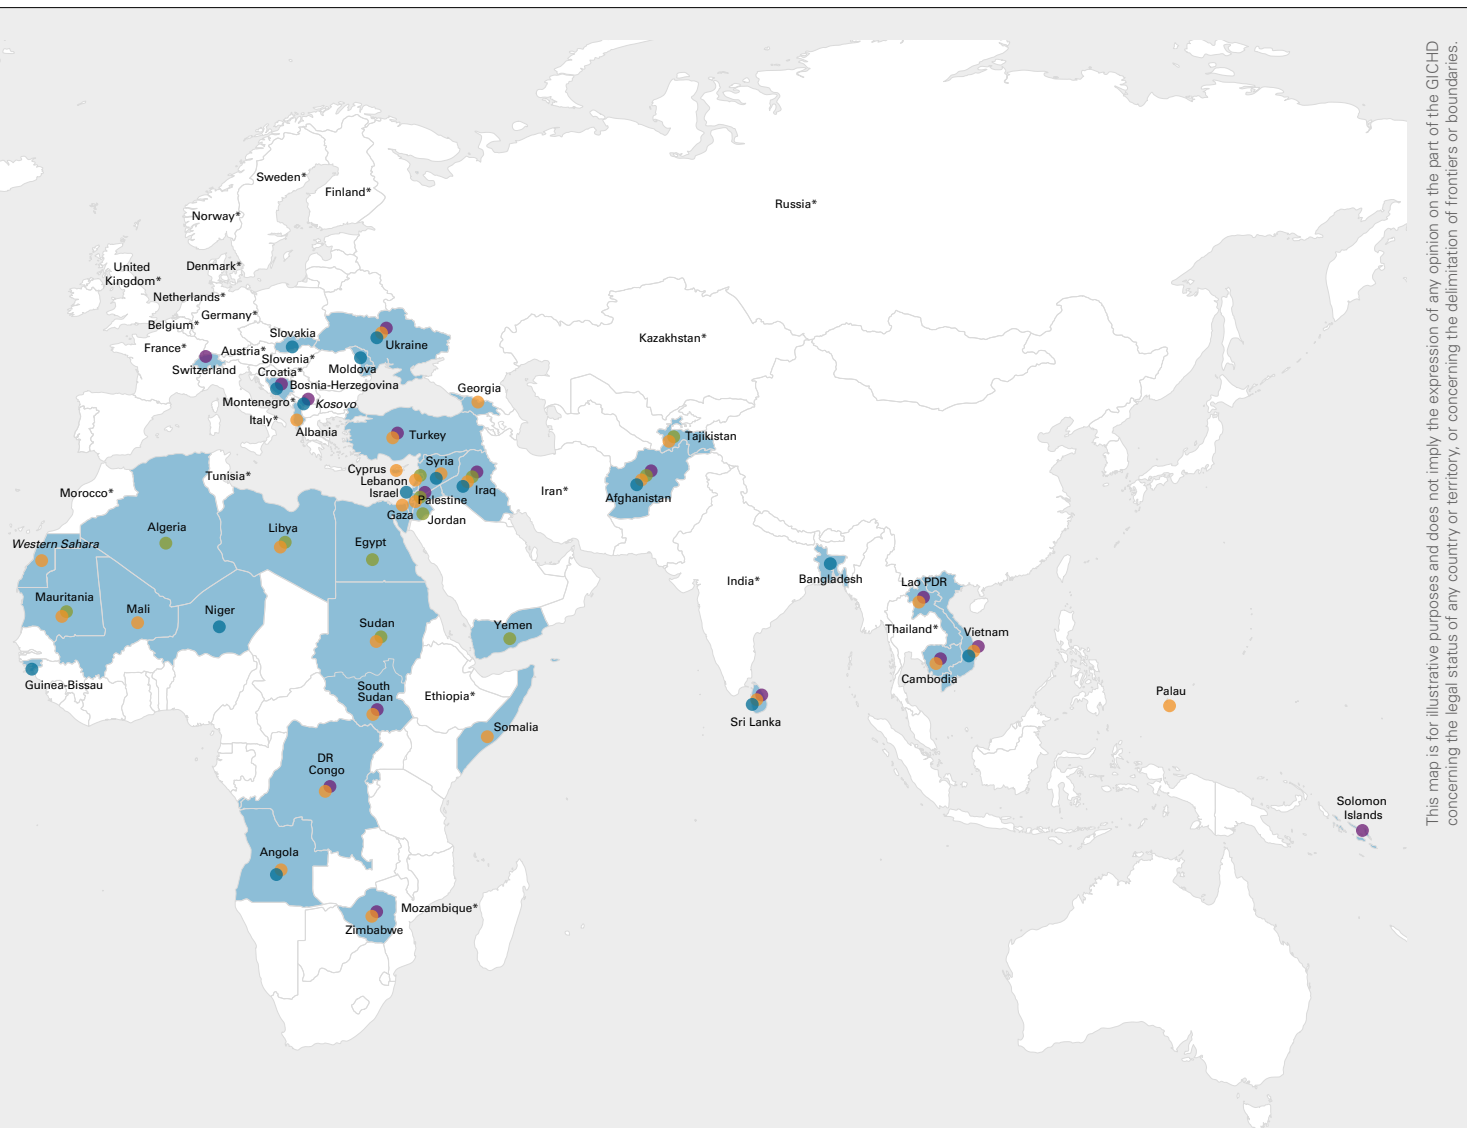 Sweden*
Finland*
Russia*
Norway*
United
Kingdom*
Denmark*
Netherlands*
Germany*
Belgium*
Slovakia
Kazakhstan*
Ukraine
France*
Austria*
Slovenia*
Switzerland
Croatia*
Moldova
Bosnia-Herzegovina
Georgia
Montenegro*
Kosovo
Italy*
Albania
Turkey
Tajikistan
Tunisia*
Cyprus
Syria
Lebanon
Israel
Iraq
Iran*
Afghanistan
Morocco*
Palestine
Gaza
Jordan
Algeria
Libya
Egypt
Western Sahara
India*
Bangladesh
Lao PDR
Mauritania
Mali
Niger
Sudan
Yemen
Thailand*
Vietnam
Guinea-Bissau
South
Sudan
Ethiopia*
Cambodia
Palau
Somalia
Sri Lanka
DR
Congo
Solomon
Islands
Angola
Mozambique*
Zimbabwe
This map is for illustrative purposes and does not imply the expression of any opinion on the part of the GICHD
concerning the legal status of any country or territory, or concerning the delimitation of frontiers or boundaries.